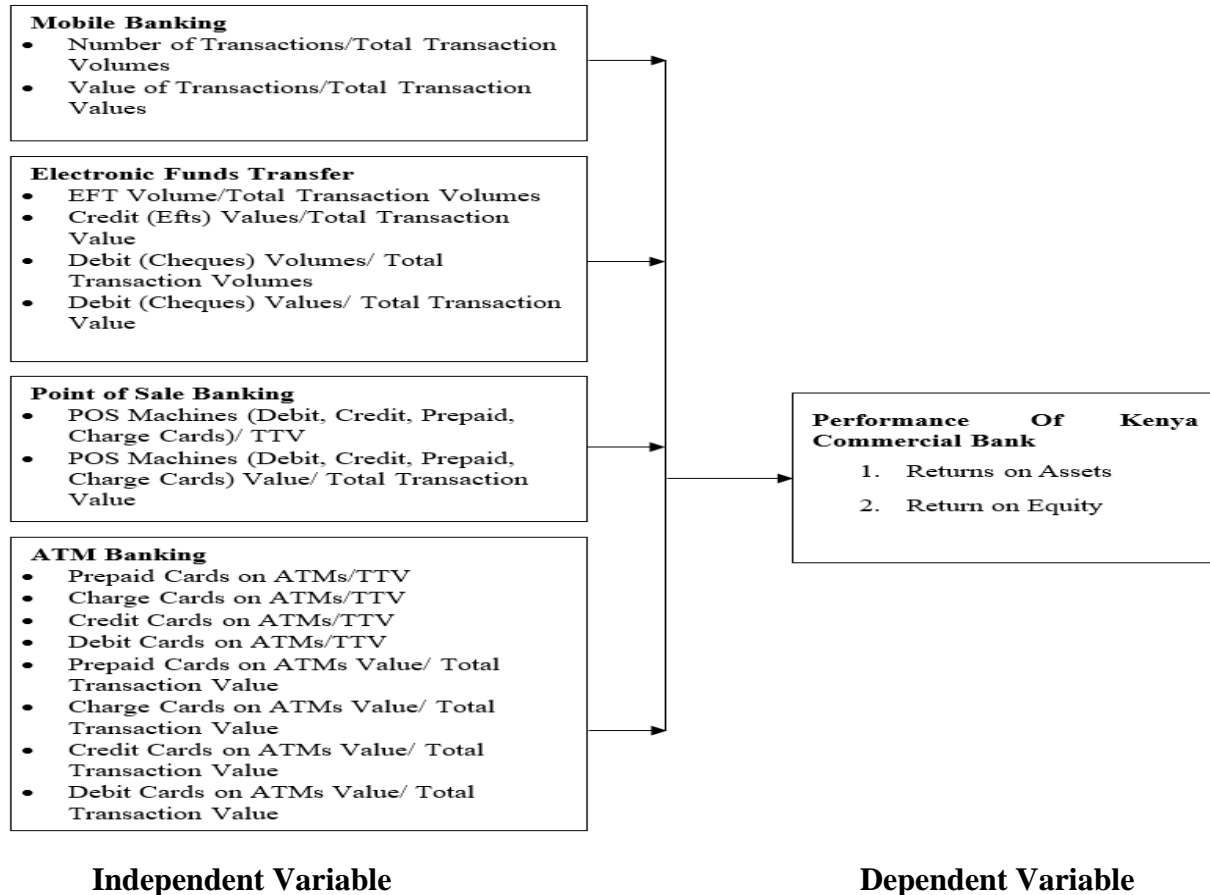 Mobile Banking
• Number of Transactions/Total Transaction
Volumes
• Value of Transactions/Total Transaction
Values
Electronic Funds Transfer
• EFT Volume/Total Transaction Volumes
• Credit (Efts) Values/Total Transaction
Value
• Debit (Cheques) Volumes/ Total
Transaction Volumes
• Debit (Cheques) Values/ Total Transaction
Value
Point of Sale Banking
• POS Machines (Debit, Credit, Prepaid,
Charge Cards)/ TTV
• POS Machines (Debit, Credit, Prepaid,
Charge Cards) Value/ Total Transaction
Value
ATM Banking
• Prepaid Cards on ATMs/TTV
• Charge Cards on ATMs/TTV
• Credit Cards on ATMs/TTV
• Debit Cards on ATMs/TTV
• Prepaid Cards on ATMs Value/ Total
Transaction Value
• Charge Cards on ATMs Value/ Total
Transaction Value
• Credit Cards on ATMs Value/ Total
Transaction Value
• Debit Cards on ATMs Value/ Total
Transaction Value
Performance Of Kenya
Commercial Bank
1. Returns on Assets
2. Return on Equity
Independent Variable
Dependent Variable